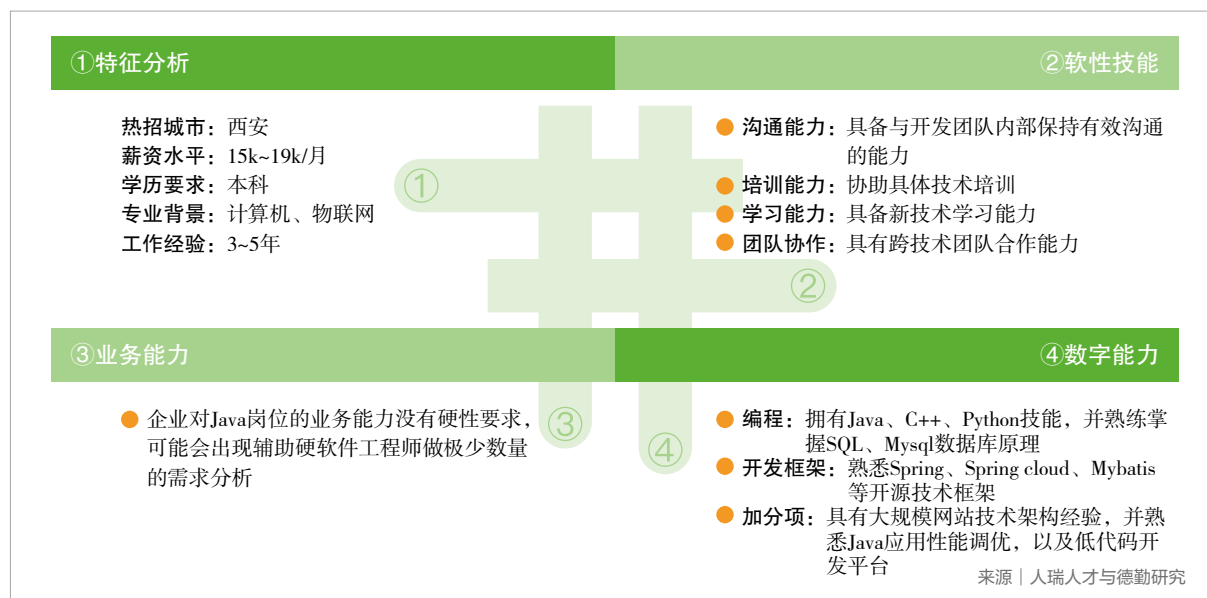 ①特征分析
热招城市：西安
薪资水平：15k~19k/月
学历要求：本科
专业背景：计算机、物联网
工作经验：3~5年
①
②软性技能
沟通能力：具备与开发团队内部保持有效沟通
的能力
培训能力：协助具体技术培训
学习能力：具备新技术学习能力
团队协作：具有跨技术团队合作能力
②
③业务能力
企业对Java岗位的业务能力没有硬性要求，
可能会出现辅助硬软件工程师做极少数量
的需求分析
③
④数字能力
编程：拥有Java、C++、Python技能，并熟练掌
握SQL、Mysql数据库原理
开发框架：熟悉Spring、Spring cloud、Mybatis
等开源技术框架
加分项：具有大规模网站技术架构经验，并熟
悉Java应用性能调优，以及低代码开
发平台
④
来源｜人瑞人才与德勤研究